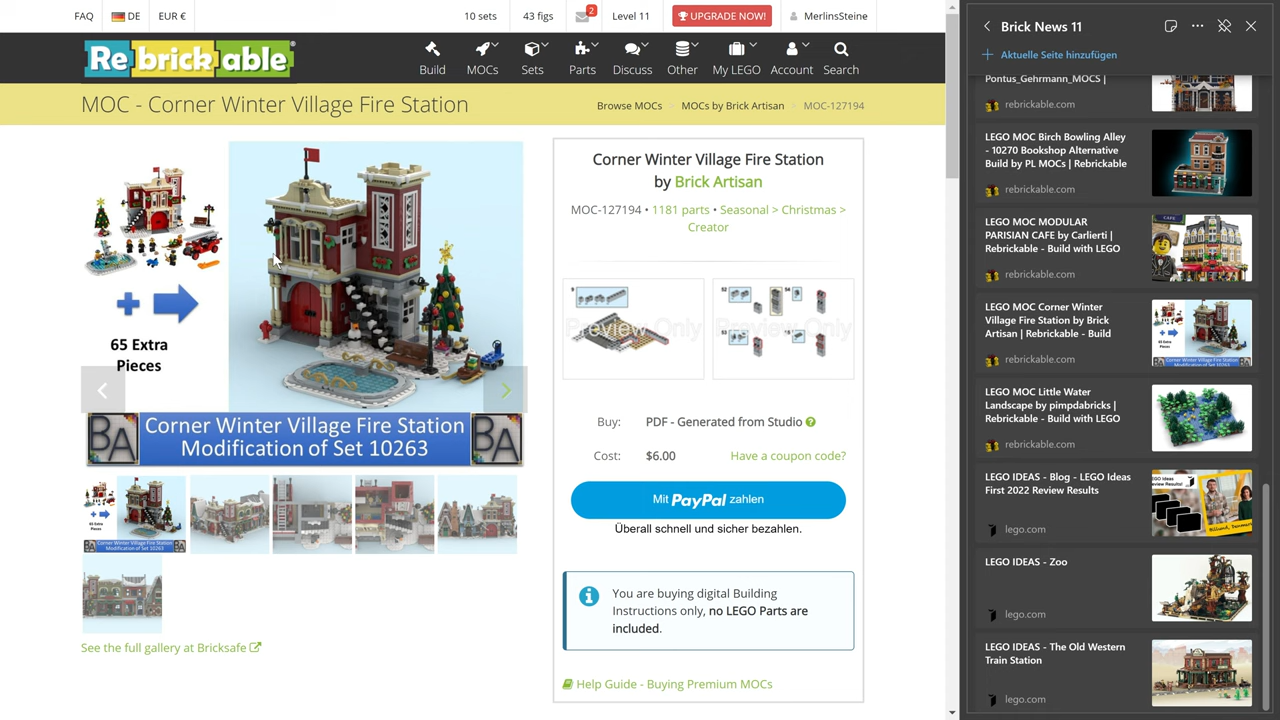 FAQ
DE
EUR €
10 sets
43 figs
2
Level 11
UPGRADE NOW!
MerlinsSteine
Rebrickable
Build
MOCs
Sets
Parts
Discuss
Other
My LEGO
Account
Search
MOC - Corner Winter Village Fire Station
Browse MOCs
MOCs by Brick Artisan
MOC-127194
65 Extra
Pieces
BA
Corner Winter Village Fire Station
Modification of Set 10263
BA
See the full gallery at Bricksafe
Corner Winter Village Fire Station
by Brick Artisan
MOC-127194 • 1181 parts • Seasonal > Christmas >
Creator
Preview Only
Preview Only
Buy: PDF - Generated from Studio
Cost: $6.00 Have a coupon code?
Mit PayPal zahlen
Überall schnell und sicher bezahlen.
You are buying digital Building
Instructions only, no LEGO Parts are
included.
Help Guide - Buying Premium MOCs
Brick News 11
Aktuelle Seite hinzufügen
Pontus_Gehrmann_MOCS |
rebrickable.com
LEGO MOC Birch Bowling Alley
- 10270 Bookshop Alternative
Build by PL MOCs | Rebrickable
rebrickable.com
LEGO MOC MODULAR
PARISIAN CAFE by Carlierti |
Rebrickable - Build with LEGO
rebrickable.com
CAFE
LEGO MOC Corner Winter
Village Fire Station by Brick
Artisan | Rebrickable - Build
rebrickable.com
LEGO MOC Little Water
Landscape by pimpdabricks |
Rebrickable - Build with LEGO
rebrickable.com
LEGO IDEAS - Blog - LEGO Ideas
First 2022 Review Results
lego.com
LEGO IDEAS - Zoo
lego.com
LEGO IDEAS - The Old Western
Train Station
lego.com